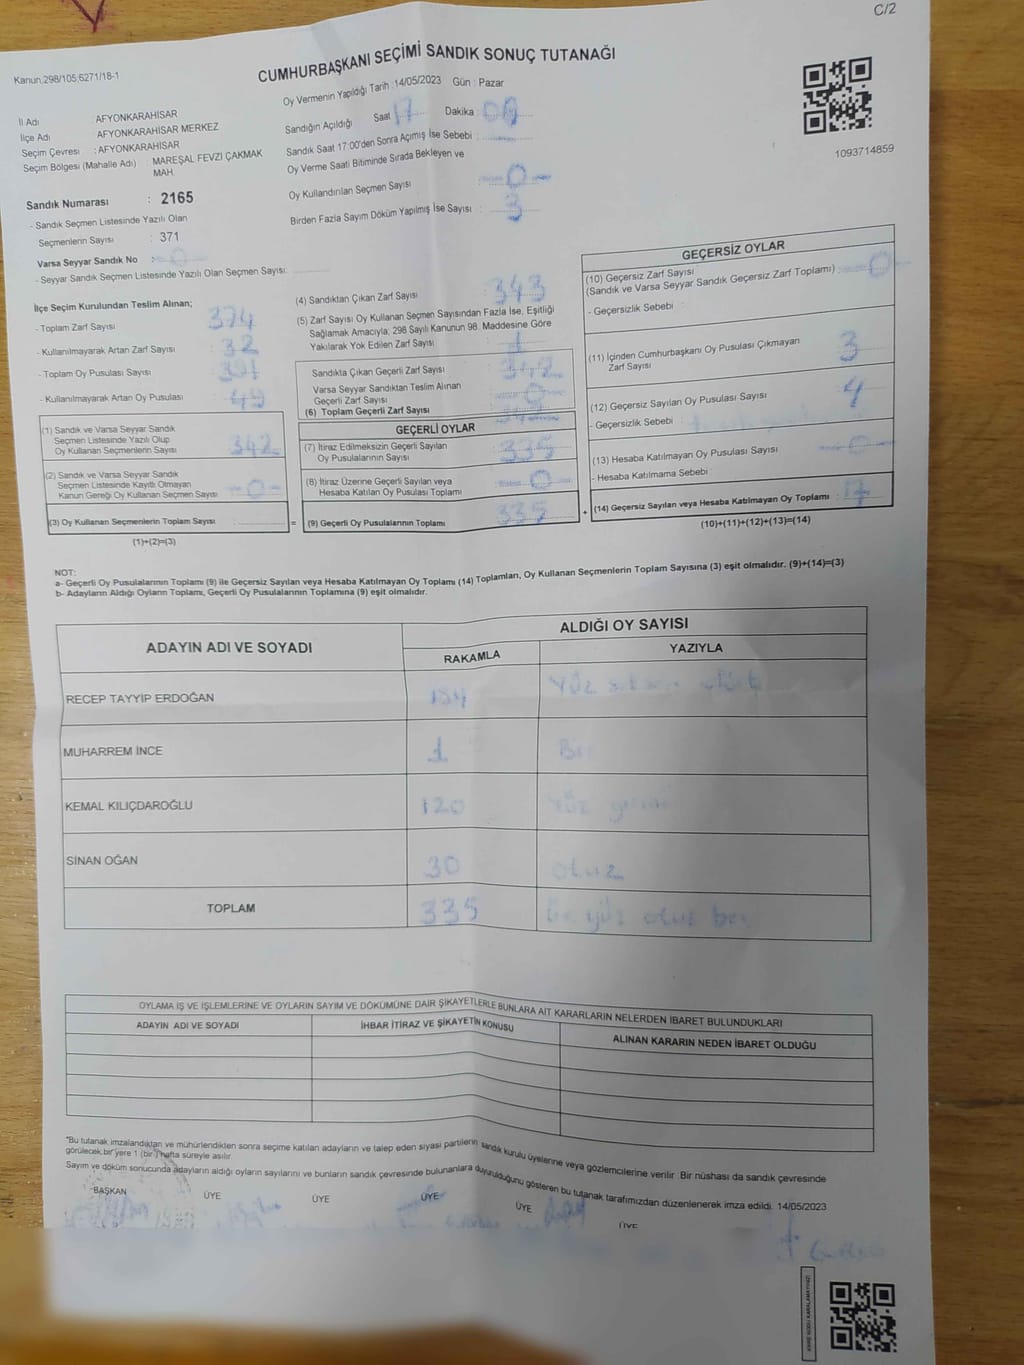 C/2
Kanun.298/105;6271/18-1
CUMHURBAŞKANI SEÇİMİ SANDIK SONUÇ TUTANAĞI
Oy Vermenin Yapıldığı Tarih :14/05/2023 Gün : Pazar
İl Adı : AFYONKARAHİSAR
İlçe Adı : AFYONKARAHİSAR MERKEZ
Seçim Çevresi : AFYONKARAHİSAR
Seçim Bölgesi (Mahalle Adı) : MAREŞAL FEVZİ ÇAKMAK MAH.
Sandık Numarası : 2165
- Sandık Seçmen Listesinde Yazılı Olan
Seçmenlerin Sayısı : 371
Varsa Seyyar Sandık No : 0
- Seyyar Sandık Seçmen Listesinde Yazılı Olan Seçmen Sayısı:
Sandığın Açıldığı Saat : 17 Dakika : 00
Sandık Saat 17:00'den Sonra Açımış İse Sebebi :
Oy Verme Saati Bitiminde Sırada Bekleyen ve
Oy Kullandırılan Seçmen Sayısı : -0-
Birden Fazla Sayım Döküm Yapılmış İse Sayısı : 3
1093714859
İlçe Seçim Kurulundan Teslim Alınan;
- Toplam Zarf Sayısı : 374
- Kullanılmayarak Artan Zarf Sayısı : 32
- Toplam Oy Pusulası Sayısı :
- Kullanılmayarak Artan Oy Pusulası : 49
(1) Sandık ve Varsa Seyyar Sandık
Seçmen Listesinde Yazılı Olup
Oy Kullanan Seçmenlerin Sayısı : 342
(2) Sandık ve Varsa Seyyar Sandık
Seçmen Listesinde Kayıtlı Olmayan
Kanun Gereği Oy Kullanan Seçmen Sayısı : -0-
(3) Oy Kullanan Seçmenlerin Toplam Sayısı : =
(1)+(2)=(3)
(4) Sandıktan Çıkan Zarf Sayısı : 343
(5) Zarf Sayısı Oy Kullanan Seçmen Sayısından Fazla İse, Eşitliği
Sağlamak Amacıyla; 298 Sayılı Kanunun 98. Maddesine Göre
Yakılarak Yok Edilen Zarf Sayısı : 1
Sandıkta Çıkan Geçerli Zarf Sayısı : 342
Varsa Seyyar Sandıktan Teslim Alınan
Geçerli Zarf Sayısı : 0
(6) Toplam Geçerli Zarf Sayısı : 342
GEÇERLİ OYLAR
(7) İtiraz Edilmeksizin Geçerli Sayılan
Oy Pusulalarının Sayısı : 335
(8) İtiraz Üzerine Geçerli Sayılan veya
Hesaba Katılan Oy Pusulası Toplamı : 0
(9) Geçerli Oy Pusulalarının Toplamı : 335 +
GEÇERSİZ OYLAR
(10) Geçersiz Zarf Sayısı
(Sandık ve Varsa Seyyar Sandık Geçersiz Zarf Toplamı) : -0-
- Geçersizlik Sebebi :
(11) İçinden Cumhurbaşkanı Oy Pusulası Çıkmayan
Zarf Sayısı : 3
(12) Geçersiz Sayılan Oy Pusulası Sayısı : 4
- Geçersizlik Sebebi :
(13) Hesaba Katılmayan Oy Pusulası Sayısı : -0-
- Hesaba Katılmama Sebebi :
(14) Geçersiz Sayılan veya Hesaba Katılmayan Oy Toplamı :
(10)+(11)+(12)+(13)=(14)
NOT:
a- Geçerli Oy Pusulalarının Toplamı (9) ile Geçersiz Sayılan veya Hesaba Katılmayan Oy Toplamı (14) Toplamları, Oy Kullanan Seçmenlerin Toplam Sayısına (3) eşit olmalıdır. (9)+(14)=(3)
b- Adayların Aldığı Oyların Toplamı, Geçerli Oy Pusulalarının Toplamına (9) eşit olmalıdır.
ADAYIN ADI VE SOYADI ALDIĞI OY SAYISI
RAKAMLA YAZIYLA
RECEP TAYYİP ERDOĞAN 184 Yüz seksen dört
MUHARREM İNCE 1 Bir
KEMAL KILIÇDAROĞLU 120 Yüz yirmi
SİNAN OĞAN 30 otuz
TOPLAM 335 Üç yüz otuz beş
OYLAMA İŞ VE İŞLEMLERİNE VE OYLARIN SAYIM VE DÖKÜMÜNE DAİR ŞİKAYETLERLE BUNLARA AİT KARARLARIN NELERDEN İBARET BULUNDUKLARI
ADAYIN ADI VE SOYADI İHBAR İTİRAZ VE ŞİKAYETİN KONUSU ALINAN KARARIN NEDEN İBARET OLDUĞU
*Bu tutanak imzalandıktan ve mühürlendikten sonra seçime katılan adayların ve talep eden siyasi partilerin sandık kurulu üyelerine veya gözlemcilerine verilir. Bir nüshası da sandık çevresinde
görülecek bir yere 1 (bir) hafta süreyle asılır.
Sayım ve döküm sonucunda adayların aldığı oyların sayılarını ve bunların sandık çevresinde bulunanlara duyurulduğunu gösteren bu tutanak tarafımızdan düzenlenerek imza edildi. 14/05/2023
BAŞKAN ÜYE ÜYE ÜYE ÜYE ÜYE